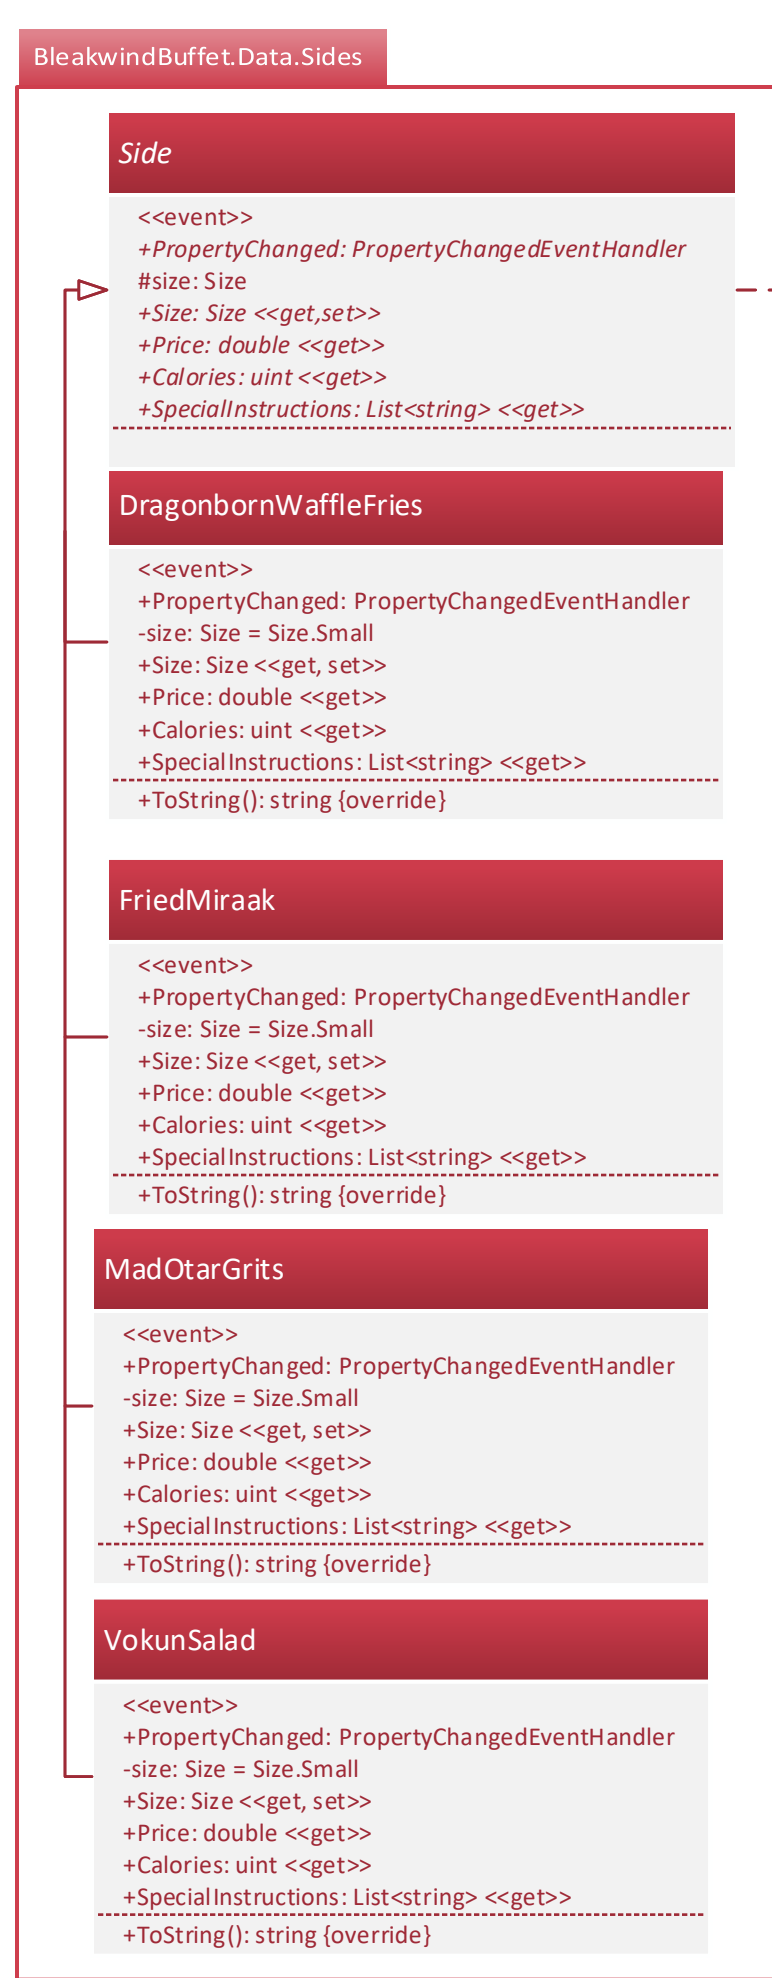 BleakwindBuffet.Data.Sides
Side
<<event>>
+PropertyChanged: PropertyChangedEventHandler
#size: Size
+Size: Size <<get,set>>
+Price: double <<get>>
+Calories: uint <<get>>
+SpecialInstructions: List<string> <<get>>
DragonbornWaffleFries
<<event>>
+PropertyChanged: PropertyChangedEventHandler
-size: Size = Size.Small
+Size: Size <<get, set>>
+Price: double <<get>>
+Calories: uint <<get>>
+SpecialInstructions: List<string> <<get>>
+ToString(): string {override}
FriedMiraak
<<event>>
+PropertyChanged: PropertyChangedEventHandler
-size: Size = Size.Small
+Size: Size <<get, set>>
+Price: double <<get>>
+Calories: uint <<get>>
+SpecialInstructions: List<string> <<get>>
+ToString(): string {override}
MadOtarGrits
<<event>>
+PropertyChanged: PropertyChangedEventHandler
-size: Size = Size.Small
+Size: Size <<get, set>>
+Price: double <<get>>
+Calories: uint <<get>>
+SpecialInstructions: List<string> <<get>>
+ToString(): string {override}
VokunSalad
<<event>>
+PropertyChanged: PropertyChangedEventHandler
-size: Size = Size.Small
+Size: Size <<get, set>>
+Price: double <<get>>
+Calories: uint <<get>>
+SpecialInstructions: List<string> <<get>>
+ToString(): string {override}